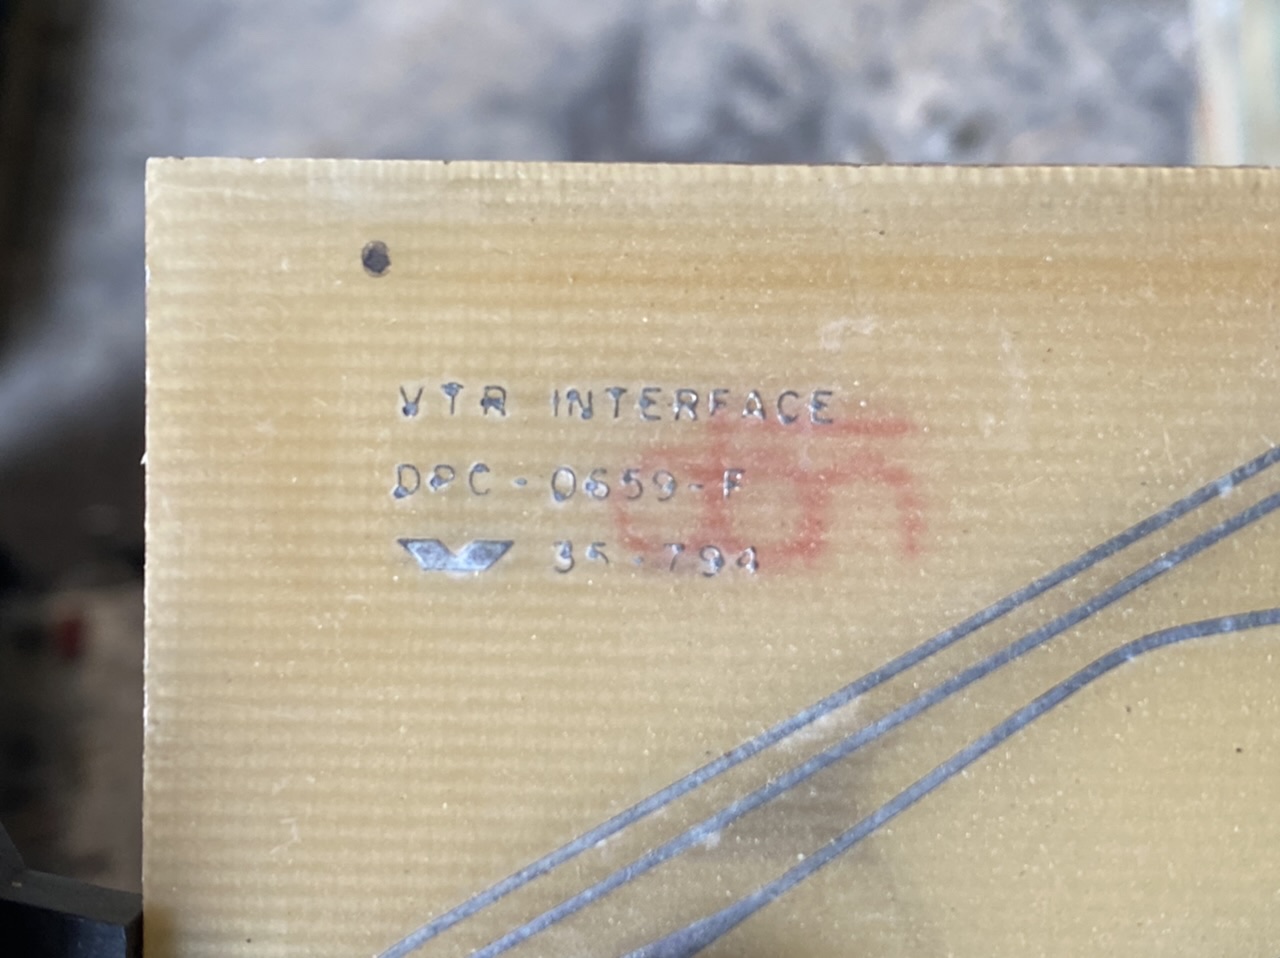 VTR INTERFACE
DPC-0659-F
35-794